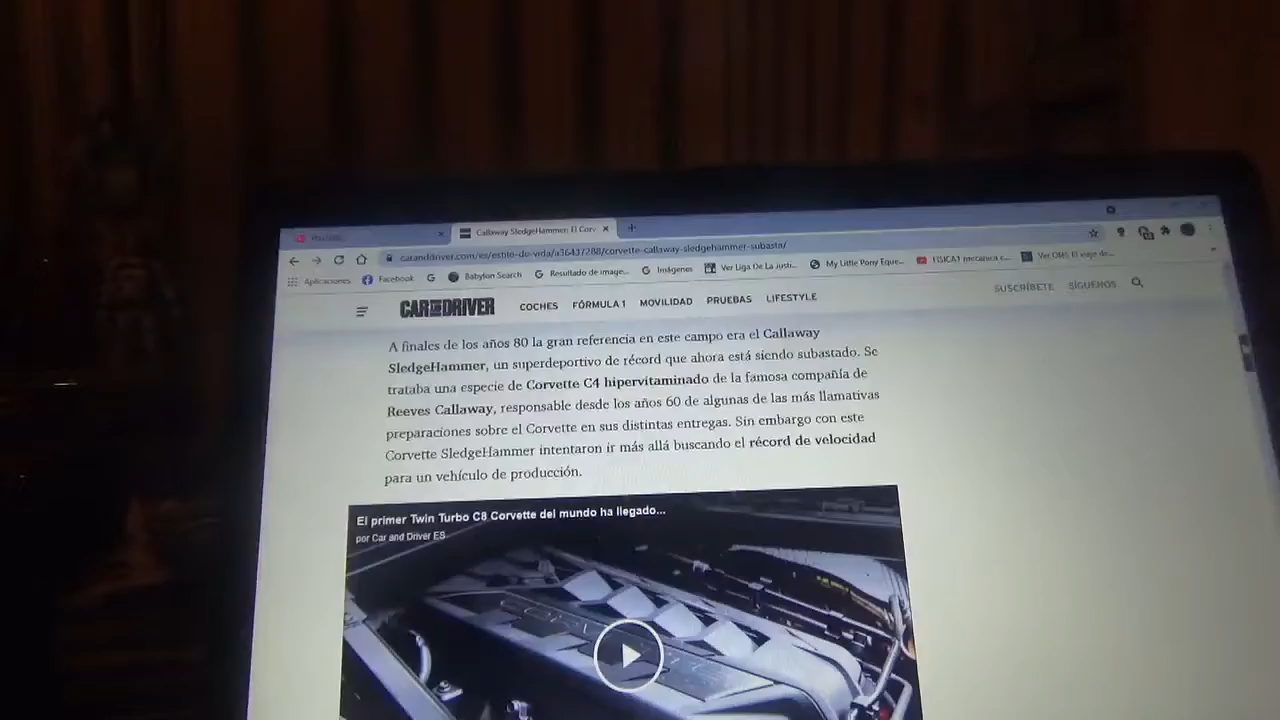 Callaway SledgeHammer: El Corv
caranddriver.com/es/estilo-de-vida/a36437288/corvette-callaway-sledgehammer-subasta/
Aplicaciones Facebook G Babylon Search Resultado de image... Imágenes Ver Liga De La justi... My Little Pony Eque... FISICA1 mecanica c... Ver
CAR AND DRIVER COCHES FÓRMULA 1 MOVILIDAD PRUEBAS LIFESTYLE SUSCRÍBETE SÍGUENOS
A finales de los años 80 la gran referencia en este campo era el Callaway
SledgeHammer, un superdeportivo de récord que ahora está siendo subastado. Se
trataba una especie de Corvette C4 hipervitaminado de la famosa compañía de
Reeves Callaway, responsable desde los años 60 de algunas de las más llamativas
preparaciones sobre el Corvette en sus distintas entregas. Sin embargo con este
Corvette SledgeHammer intentaron ir más allá buscando el récord de velocidad
para un vehículo de producción.
El primer Twin Turbo C8 Corvette del mundo ha llegado...
por Car and Driver ES